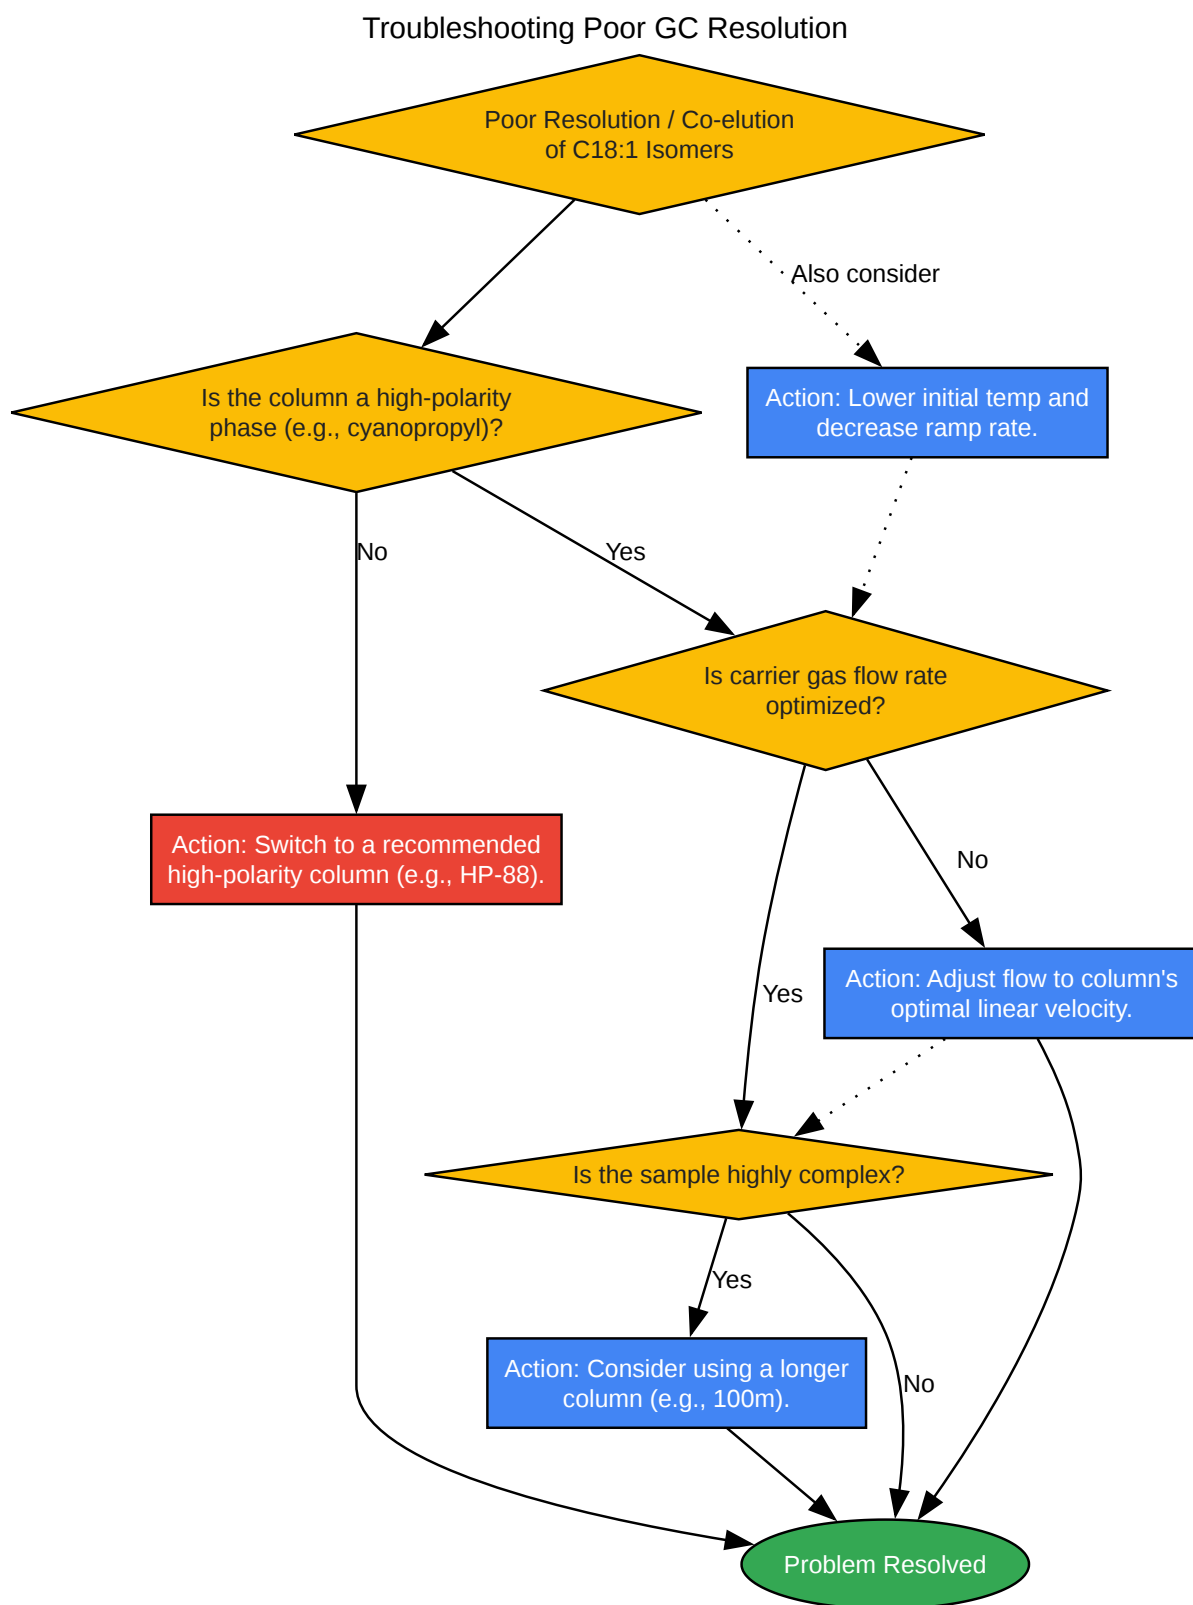 Troubleshooting Poor GC Resolution
Poor Resolution / Co-elution
of C18:1 Isomers
Also consider
Is the column a high-polarity
phase (e.g., cyanopropyl)?
Action: Lower initial temp and
decrease ramp rate.
No
Yes
Is carrier gas flow rate
optimized?
Action: Switch to a recommended
high-polarity column (e.g., HP-88).
No
Yes
Action: Adjust flow to column's
optimal linear velocity.
Is the sample highly complex?
Yes
Action: Consider using a longer
column (e.g., 100m).
No
Problem Resolved